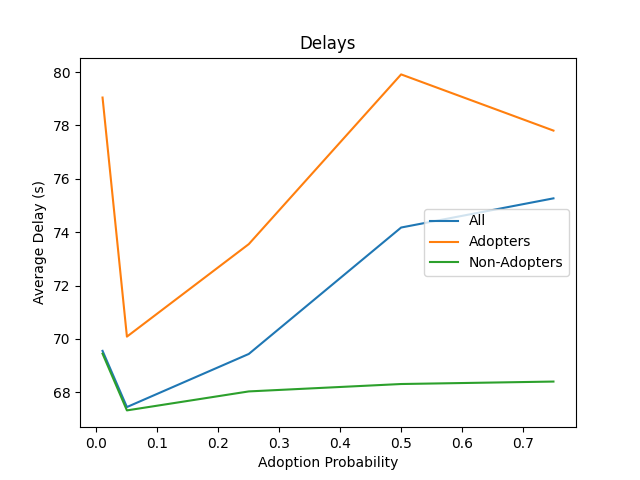 Delays
Average Delay (s)
80
78
76
74
72
70
68
All
Adopters
Non-Adopters
0.0 0.1 0.2 0.3 0.4 0.5 0.6 0.7
Adoption Probability